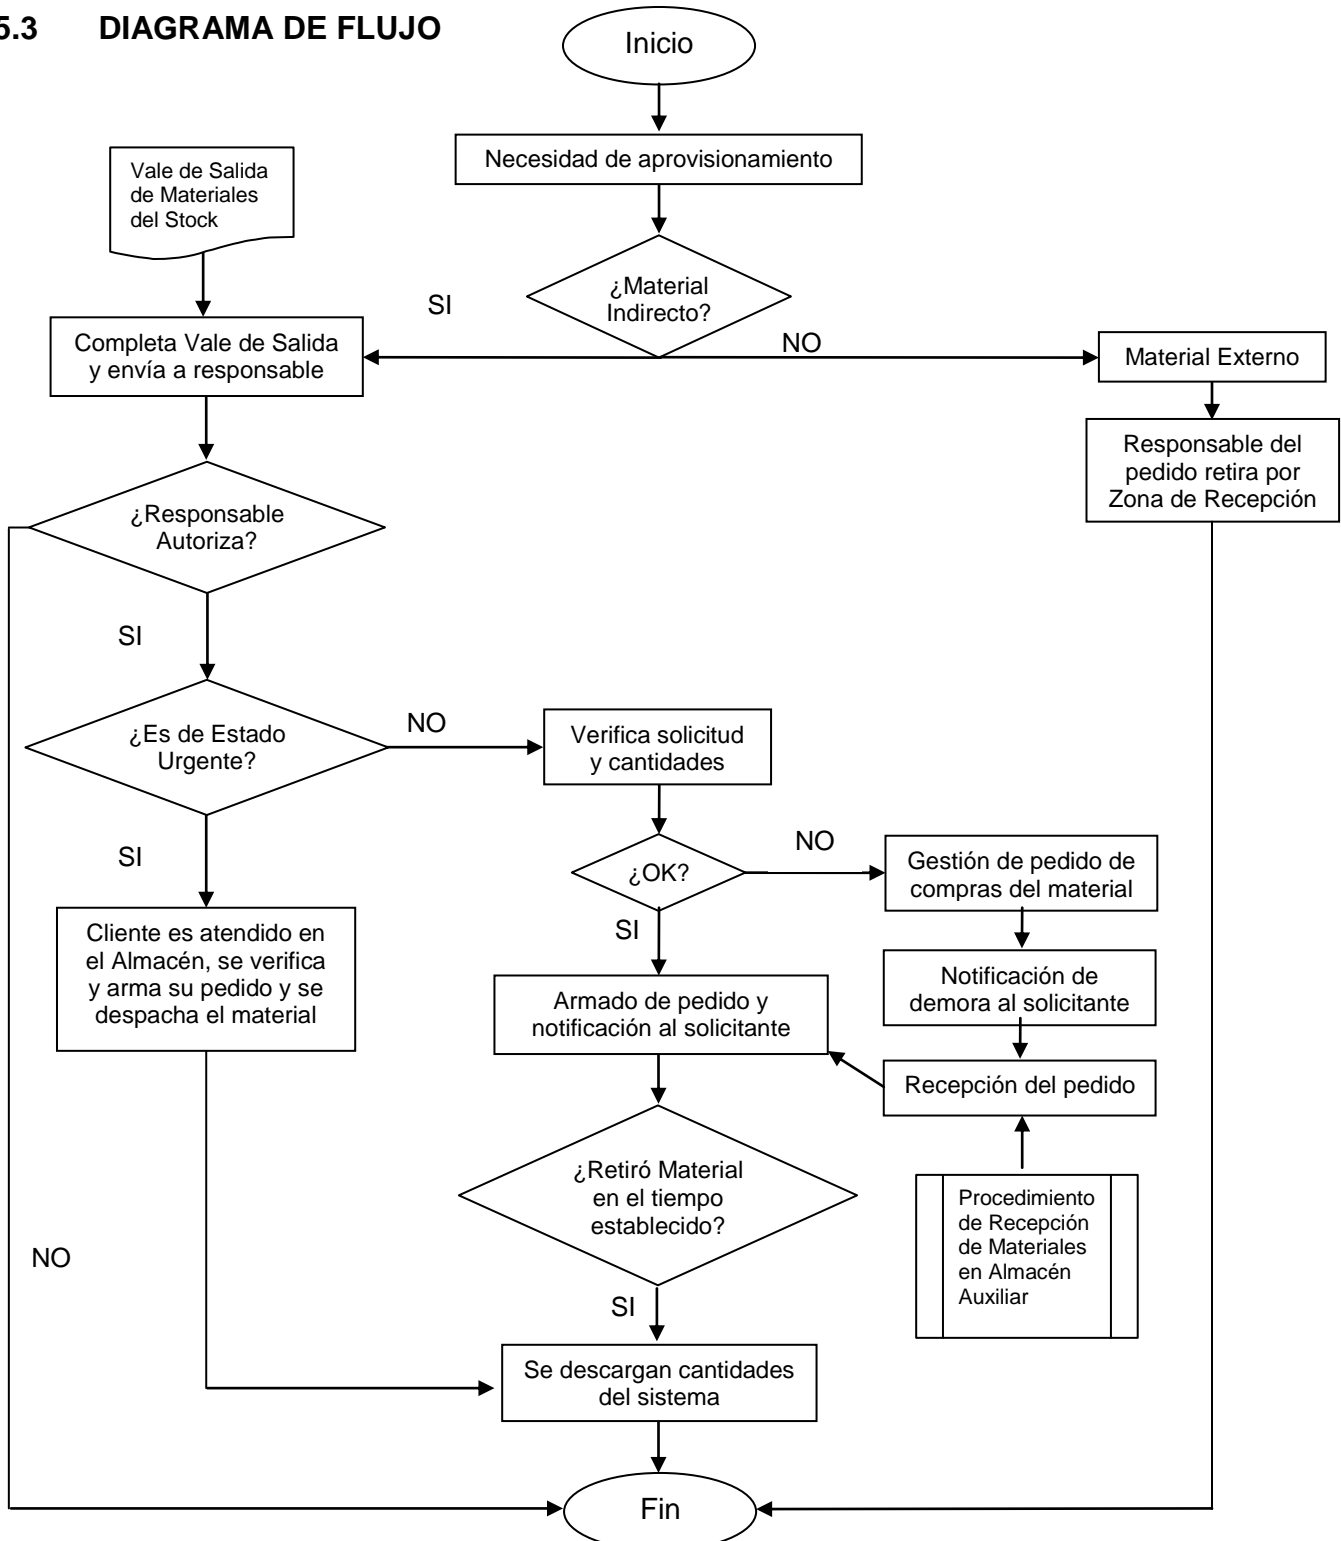 5.3 DIAGRAMA DE FLUJO
Inicio
Necesidad de aprovisionamiento
Vale de Salida
de Materiales
del Stock
¿Material
Indirecto?
SI
NO
Completa Vale de Salida
y envía a responsable
Material Externo
Responsable del
pedido retira por
Zona de Recepción
¿Responsable
Autoriza?
SI
¿Es de Estado
Urgente?
NO
Verifica solicitud
y cantidades
SI
¿OK?
NO
Gestión de pedido de
compras del material
SI
Cliente es atendido en
el Almacén, se verifica
y arma su pedido y se
despacha el material
Notificación de
demora al solicitante
Armado de pedido y
notificación al solicitante
Recepción del pedido
¿Retiró Material
en el tiempo
establecido?
Procedimiento
de Recepción
de Materiales
en Almacén
Auxiliar
NO
SI
Se descargan cantidades
del sistema
Fin